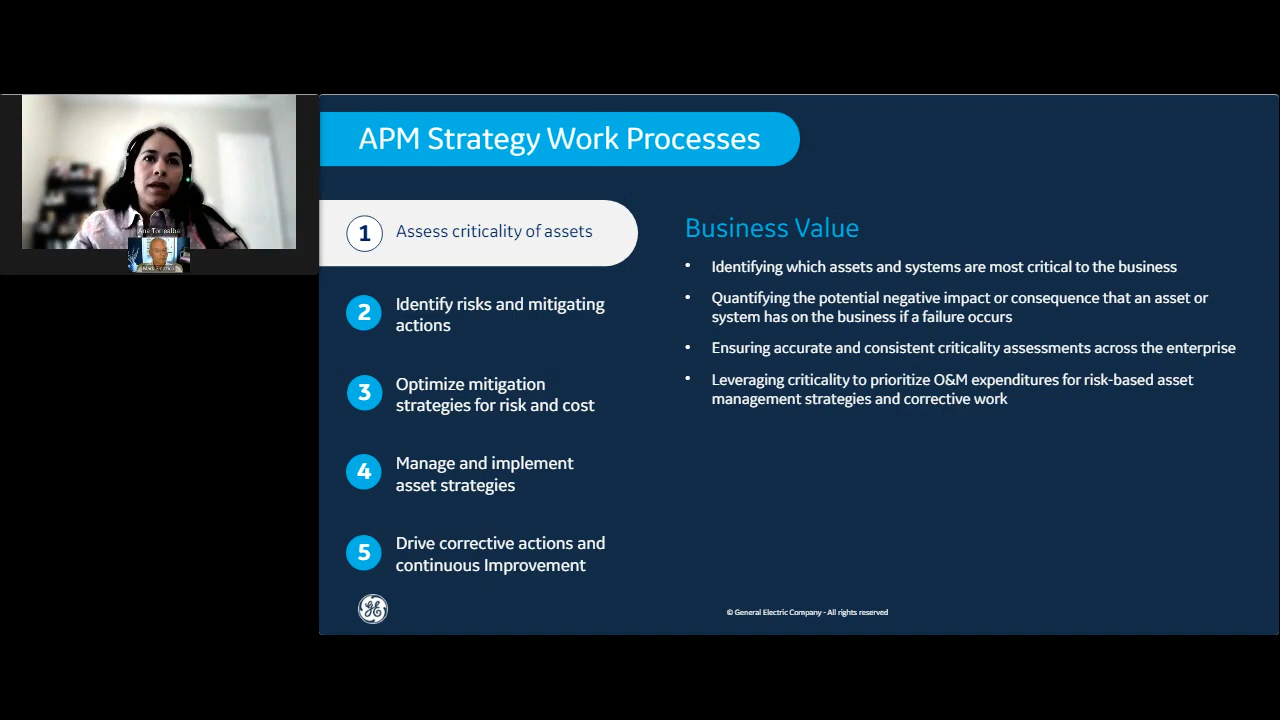 Ana Torrealba
Mark
APM Strategy Work Processes
1
Assess criticality of assets
2
Identify risks and mitigating
actions
3
Optimize mitigation
strategies for risk and cost
4
Manage and implement
asset strategies
5
Drive corrective actions and
continuous Improvement
Business Value
• Identifying which assets and systems are most critical to the business
• Quantifying the potential negative impact or consequence that an asset or
system has on the business if a failure occurs
• Ensuring accurate and consistent criticality assessments across the enterprise
• Leveraging criticality to prioritize O&M expenditures for risk-based asset
management strategies and corrective work
GE
© General Electric Company - All rights reserved